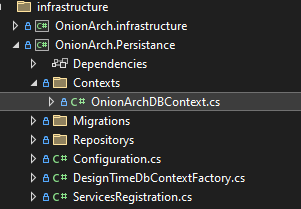 infrastructure
OnionArch.infrastructure
OnionArch.Persistance
Dependencies
Contexts
C# OnionArchDBContext.cs
Migrations
Repositorys
C# Configuration.cs
C# DesignTimeDbContextFactory.cs
C# ServicesRegistration.cs